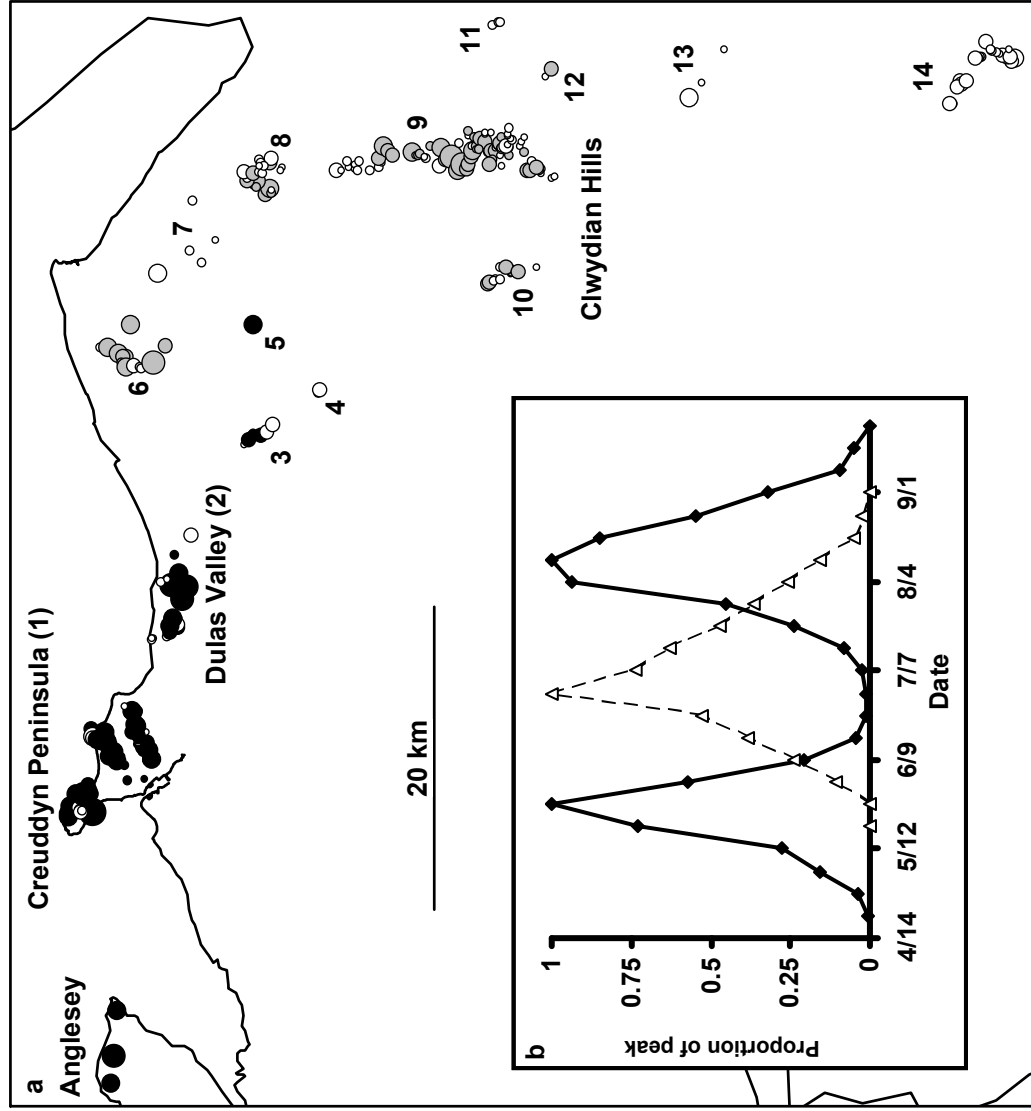 a
Anglesey
Creuddyn Peninsula (1)
Dulas Valley (2)
3
4
5
6
7
8
9
10
11
12
13
14
Clwydian Hills
20 km
b
Proportion of peak
1
0.75
0.5
0.25
0
4/14
5/12
6/9
7/7
8/4
9/1
Date